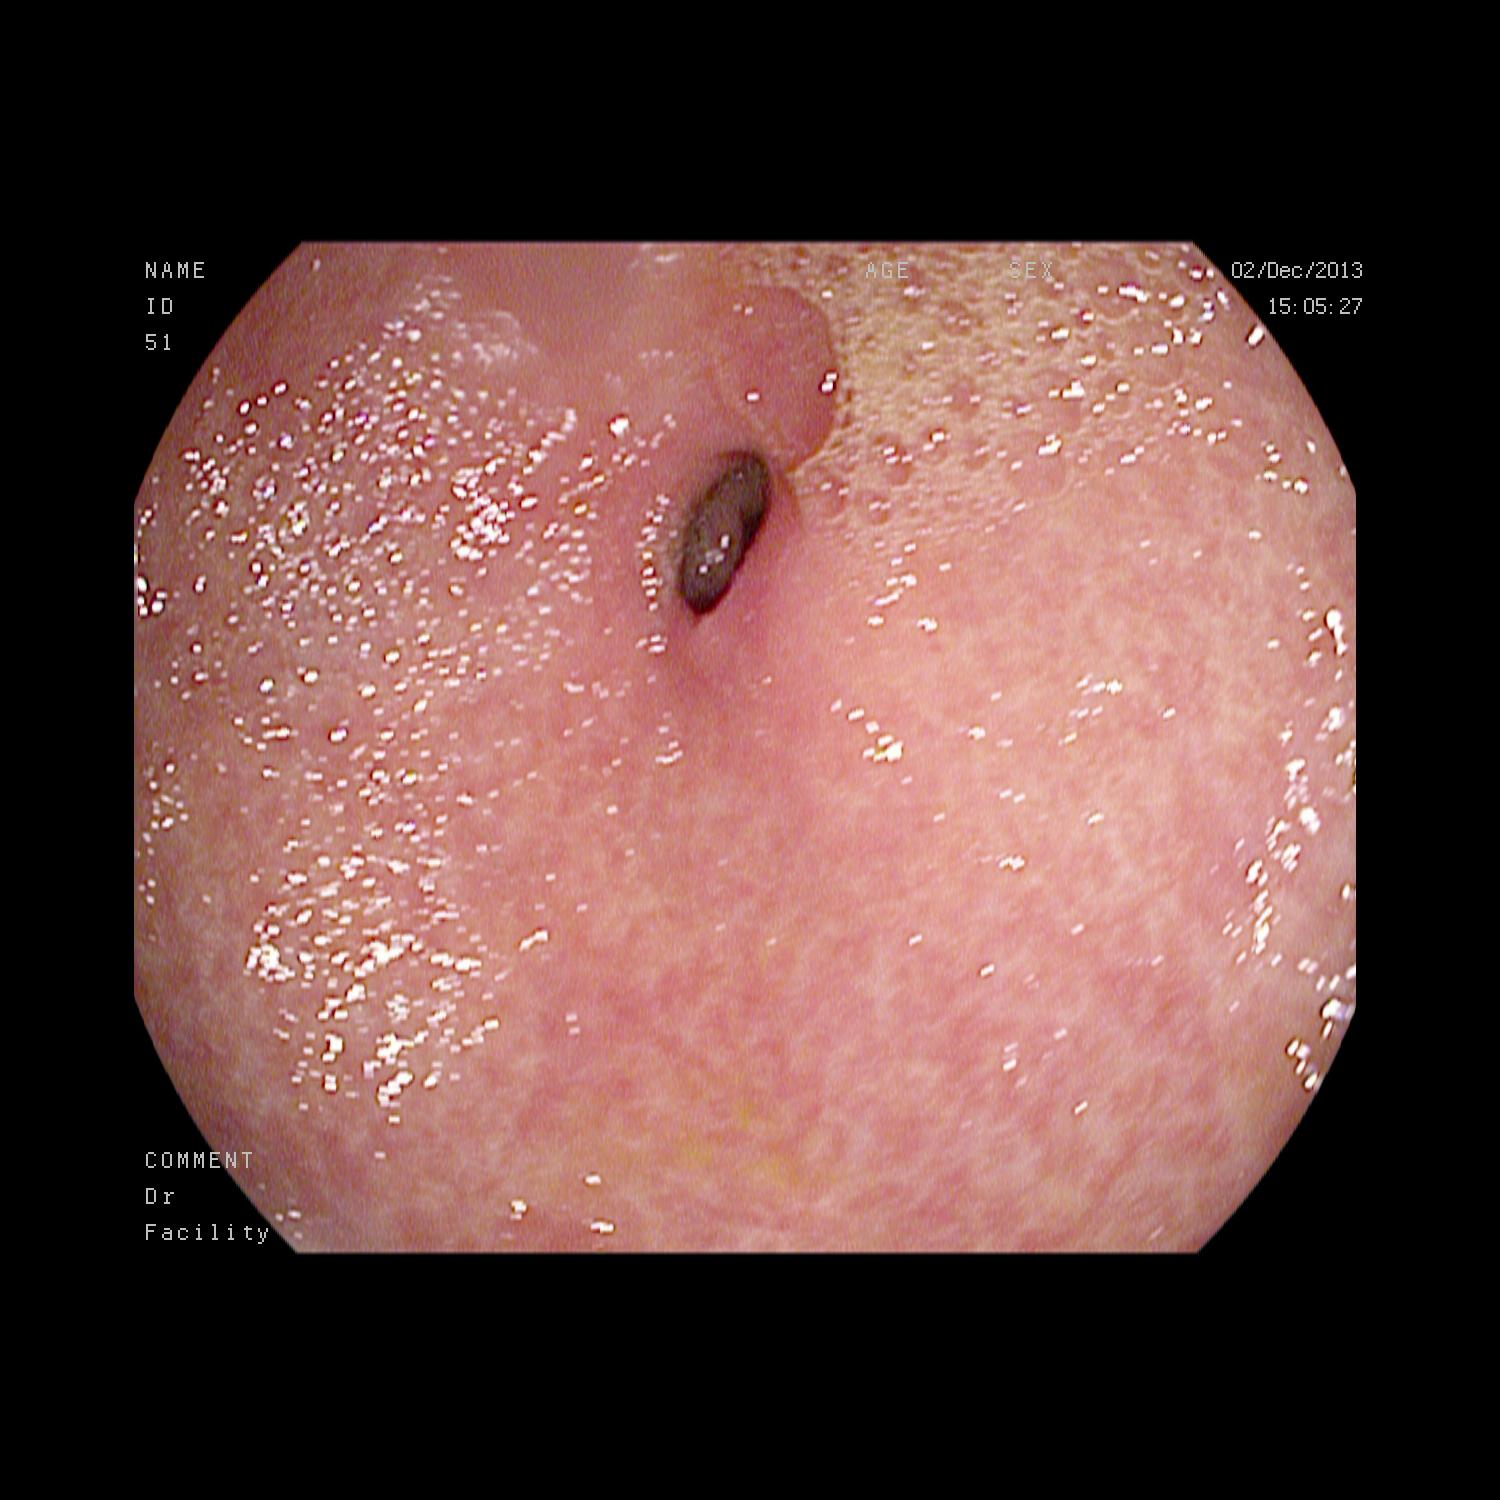 NAME
ID
51
AGE SEX
02/Dec/2013
15:05:27
COMMENT
Dr
Facility